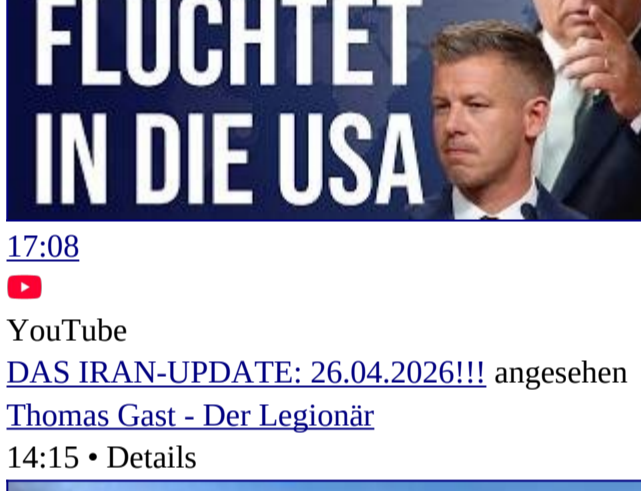 FLÜCHTET
IN DIE USA
17:08
YouTube
DAS IRAN-UPDATE: 26.04.2026!!! angesehen
Thomas Gast - Der Legionär
14:15 • Details